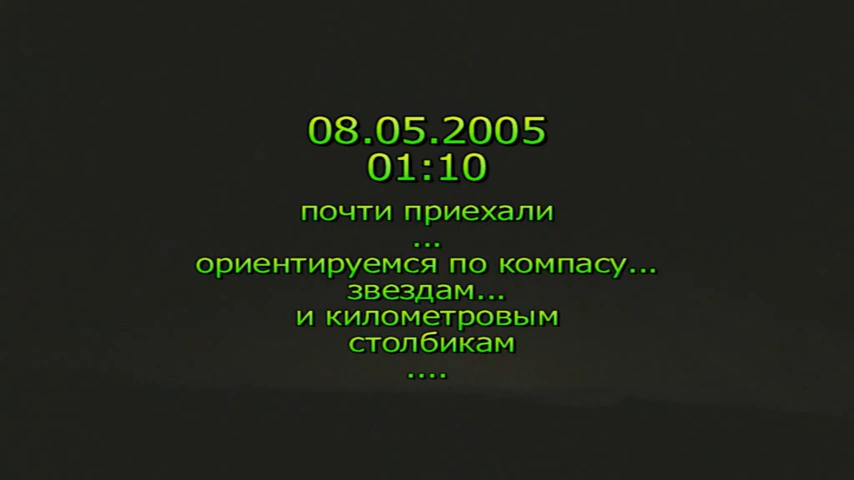 08.05.2005
01:10
почти приехали
...
ориентируемся по компасу...
звездам...
и километровым
столбикам
....